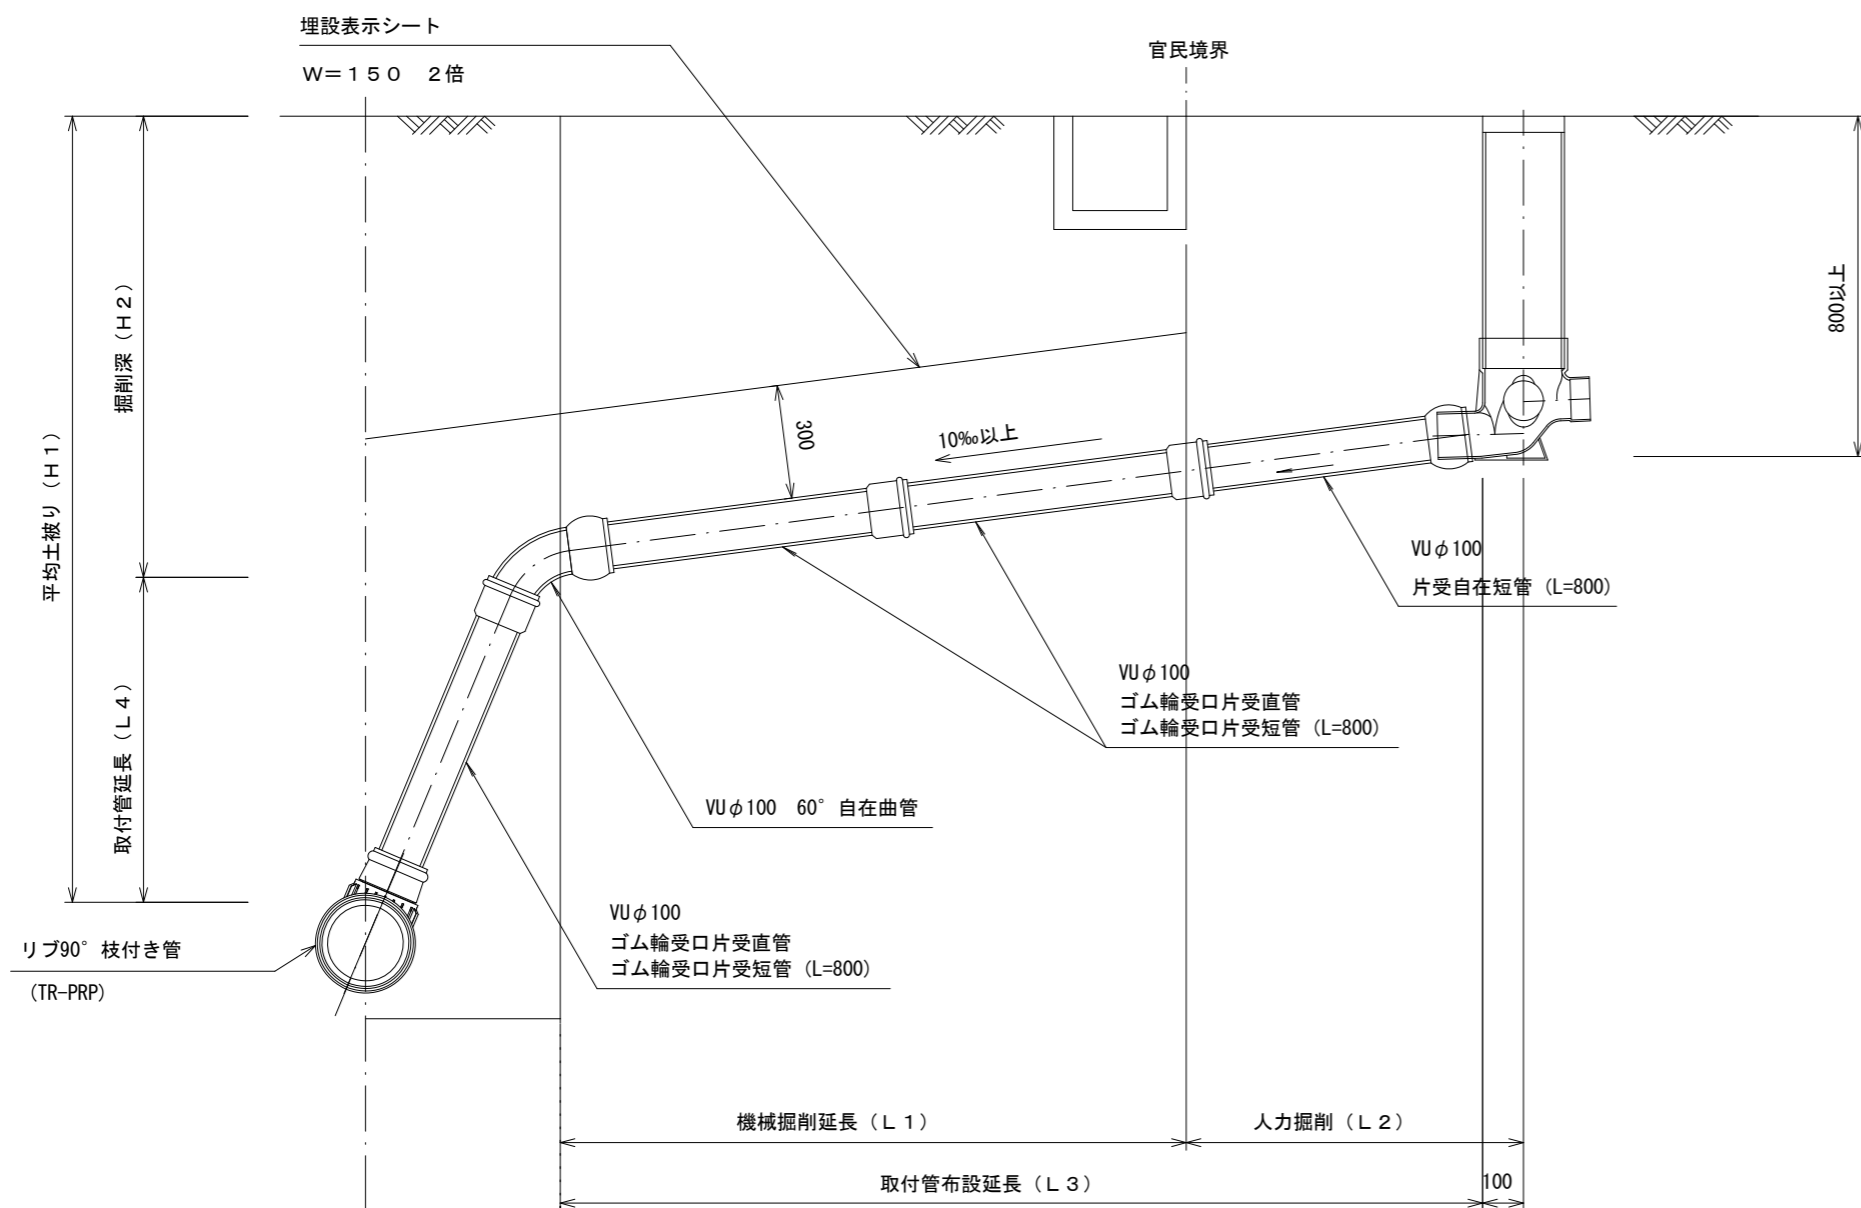 埋設表示シート
W=150 2倍
官民境界
掘削深(H2)
平均土被り(H1)
取付管延長(L4)
800以上
300
10‰以上
VUφ100
片受自在短管(L=800)
VUφ100
ゴム輪受口片受直管
ゴム輪受口片受短管(L=800)
VUφ100 60°自在曲管
VUφ100
ゴム輪受口片受直管
ゴム輪受口片受短管(L=800)
リブ90°枝付き管
(TR-PRP)
機械掘削延長(L1)
人力掘削(L2)
取付管布設延長(L3)
100